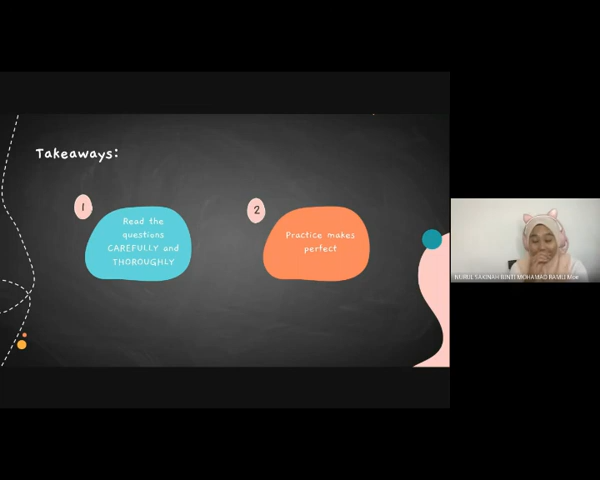 Takeaways:
1
Read the
questions
CAREFULLY and
THOROUGHLY
2
Practice makes
perfect
NURUL SAKINAH BINTI MOHAMAD RAMLI Moe